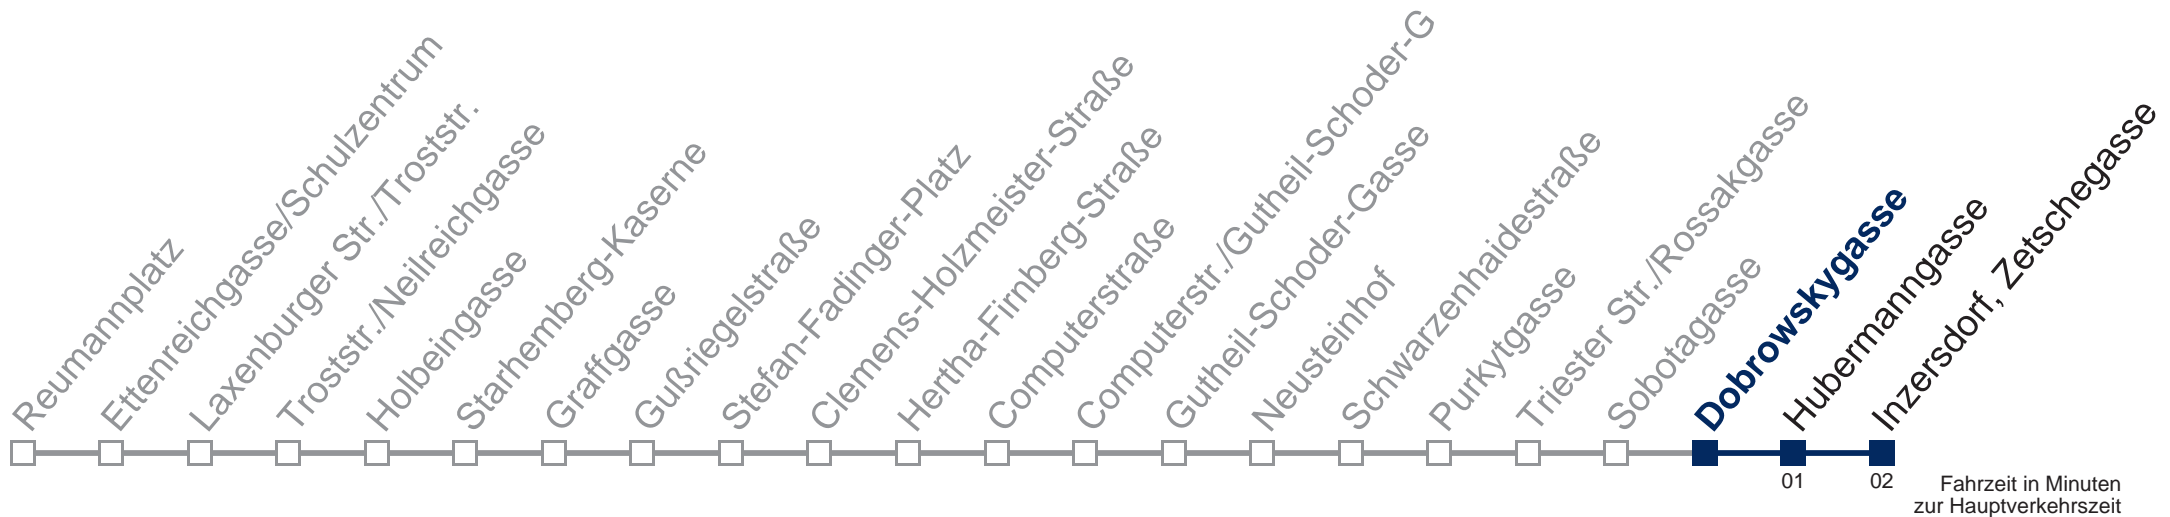 Reumannplatz
Ettenreichgasse/Schulzentrum
Laxenburger Str./Troststr.
Troststr./Neilreichgasse
Holbeingasse
Starhemberg-Kaserne
Graffgasse
Gußriegelstraße
Stefan-Fadinger-Platz
Clemens-Holzmeister-Straße
Hertha-Firnberg-Straße
Computerstraße
Computerstr./Gutheil-Schoder-G
Gutheil-Schoder-Gasse
Neusteinhof
Schwarzenhaidestraße
Purkytgasse
Triester Str./Rossakgasse
Sobotagasse
Dobrowskygasse
Hubermanngasse
Inzersdorf, Zetschegasse
01
02
Fahrzeit in Minuten
zur Hauptverkehrszeit